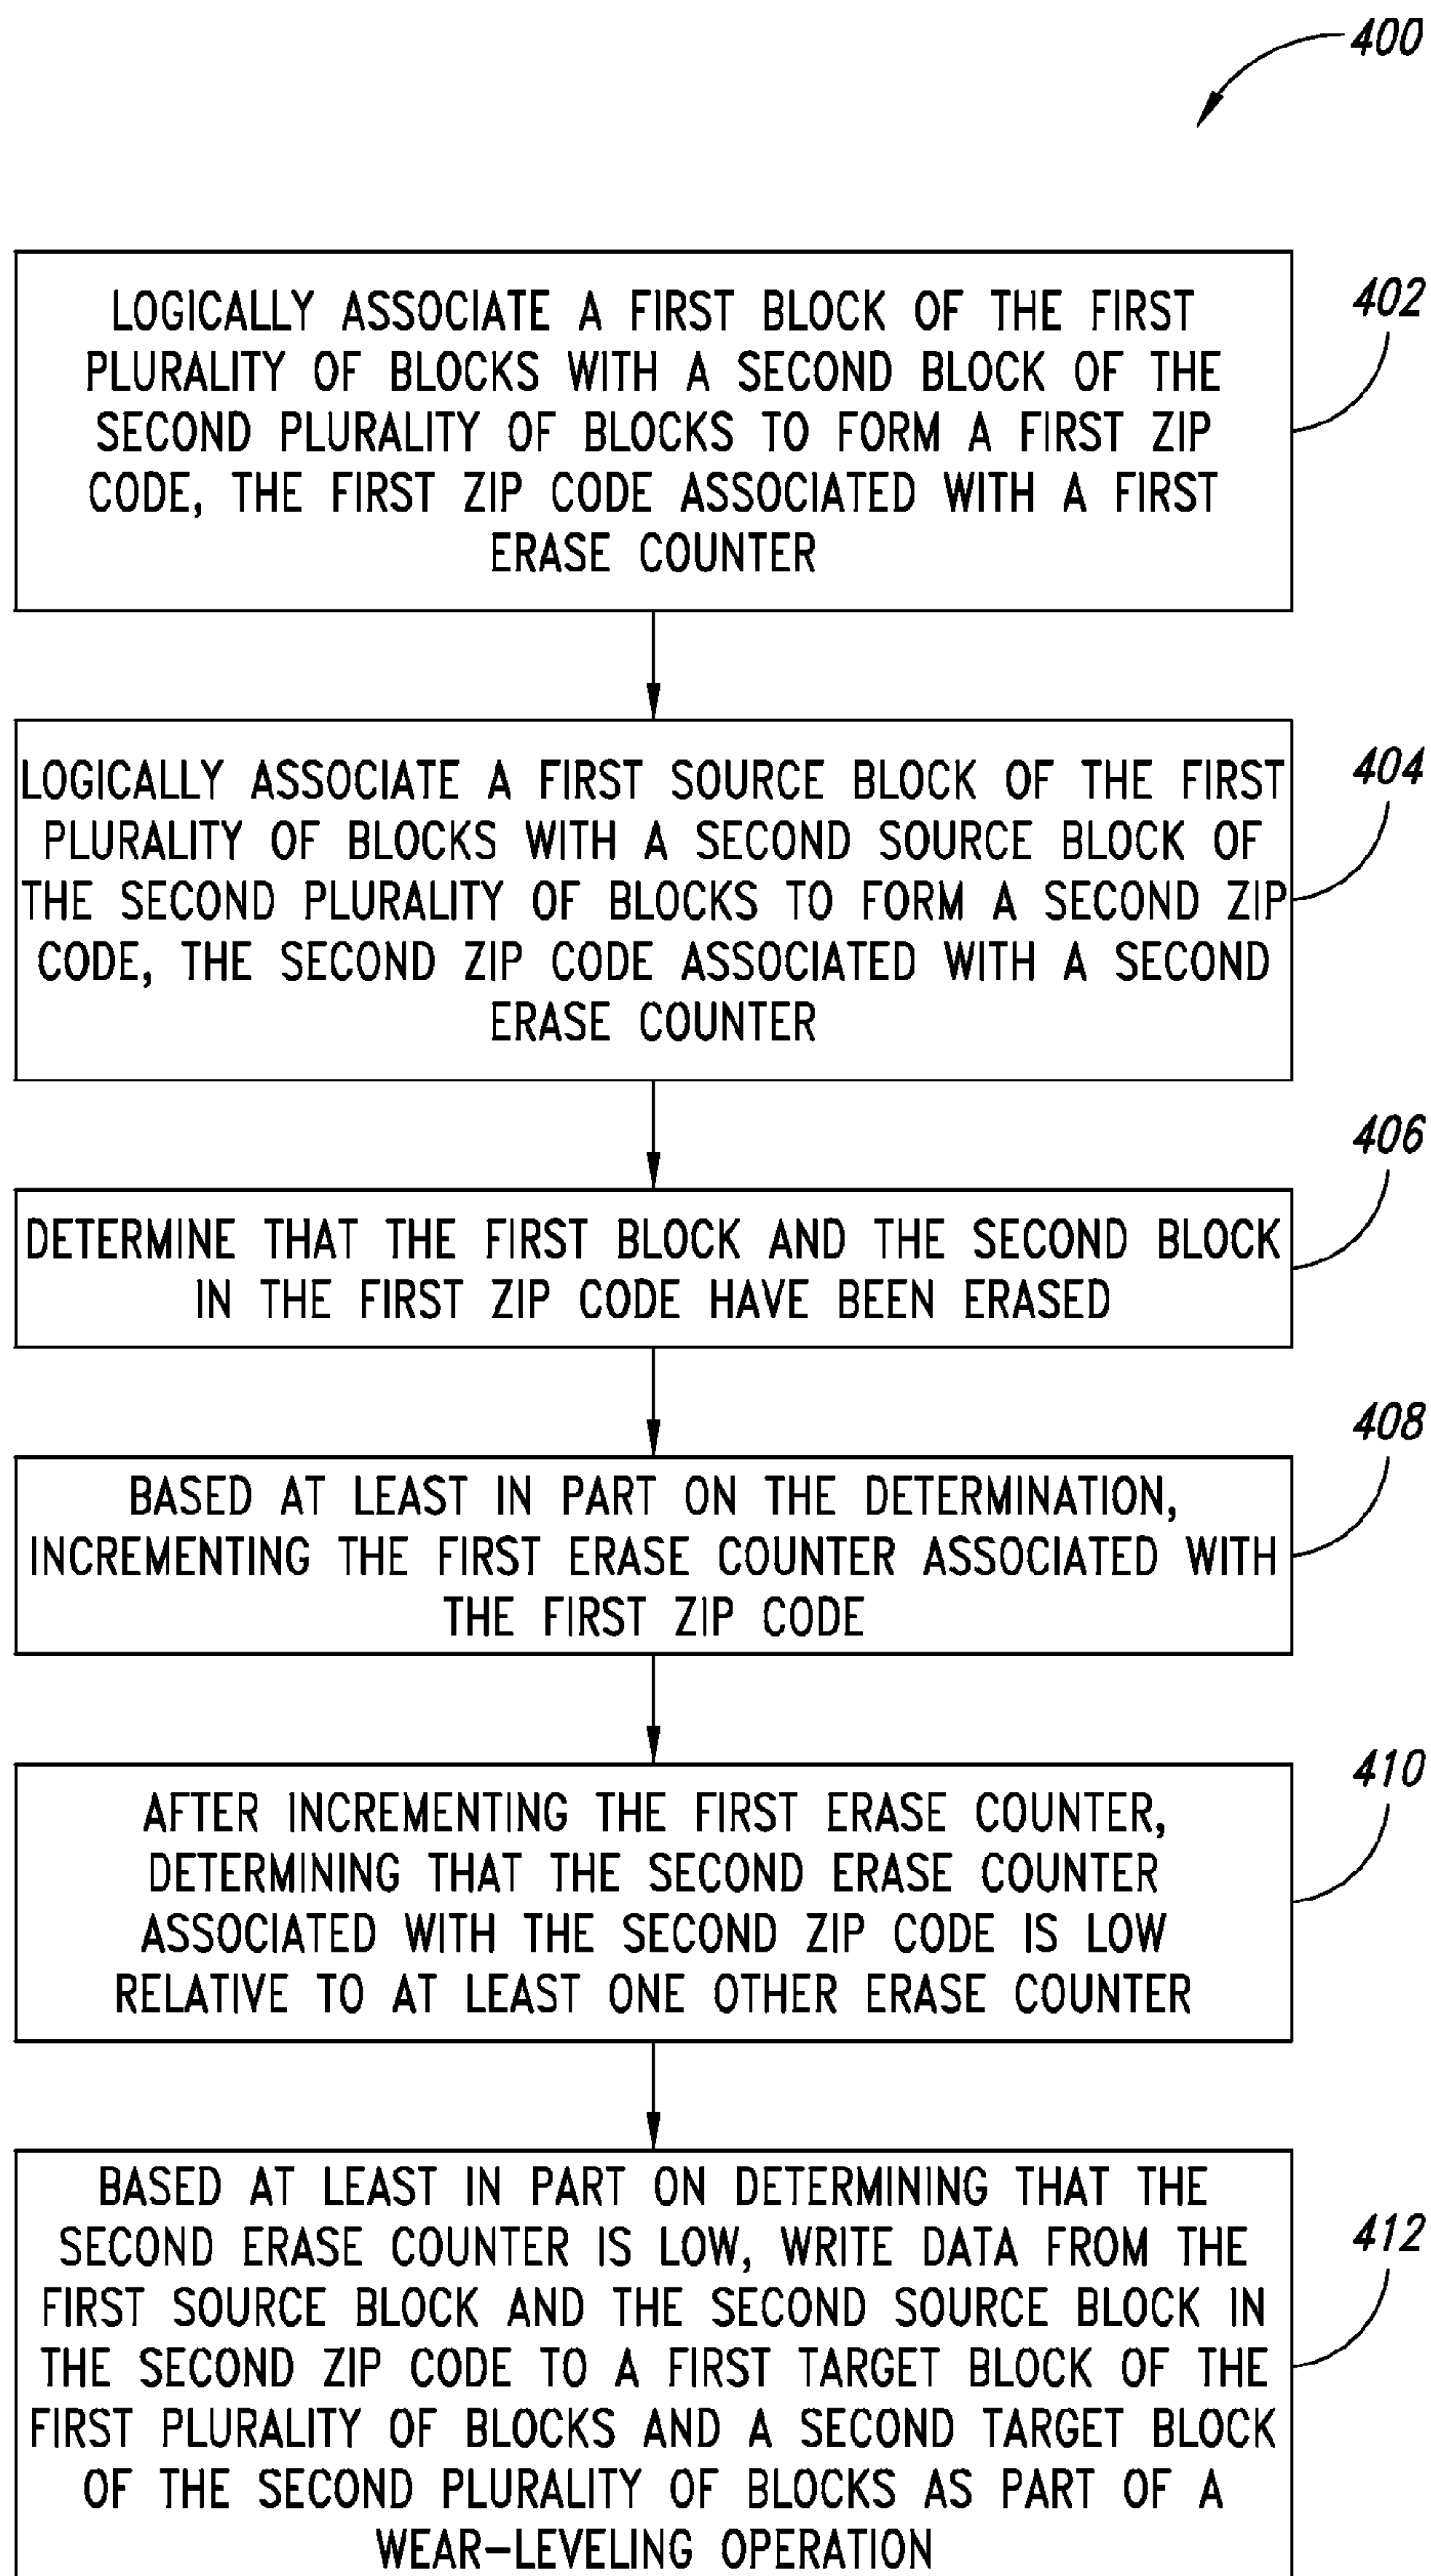 400
LOGICALLY ASSOCIATE A FIRST BLOCK OF THE FIRST
PLURALITY OF BLOCKS WITH A SECOND BLOCK OF THE
SECOND PLURALITY OF BLOCKS TO FORM A FIRST ZIP
CODE, THE FIRST ZIP CODE ASSOCIATED WITH A FIRST
ERASE COUNTER
402
LOGICALLY ASSOCIATE A FIRST SOURCE BLOCK OF THE FIRST
PLURALITY OF BLOCKS WITH A SECOND SOURCE BLOCK OF
THE SECOND PLURALITY OF BLOCKS TO FORM A SECOND ZIP
CODE, THE SECOND ZIP CODE ASSOCIATED WITH A SECOND
ERASE COUNTER
404
DETERMINE THAT THE FIRST BLOCK AND THE SECOND BLOCK
IN THE FIRST ZIP CODE HAVE BEEN ERASED
406
BASED AT LEAST IN PART ON THE DETERMINATION,
INCREMENTING THE FIRST ERASE COUNTER ASSOCIATED WITH
THE FIRST ZIP CODE
408
AFTER INCREMENTING THE FIRST ERASE COUNTER,
DETERMINING THAT THE SECOND ERASE COUNTER
ASSOCIATED WITH THE SECOND ZIP CODE IS LOW
RELATIVE TO AT LEAST ONE OTHER ERASE COUNTER
410
BASED AT LEAST IN PART ON DETERMINING THAT THE
SECOND ERASE COUNTER IS LOW, WRITE DATA FROM THE
FIRST SOURCE BLOCK AND THE SECOND SOURCE BLOCK IN
THE SECOND ZIP CODE TO A FIRST TARGET BLOCK OF THE
FIRST PLURALITY OF BLOCKS AND A SECOND TARGET BLOCK
OF THE SECOND PLURALITY OF BLOCKS AS PART OF A
WEAR-LEVELING OPERATION
412